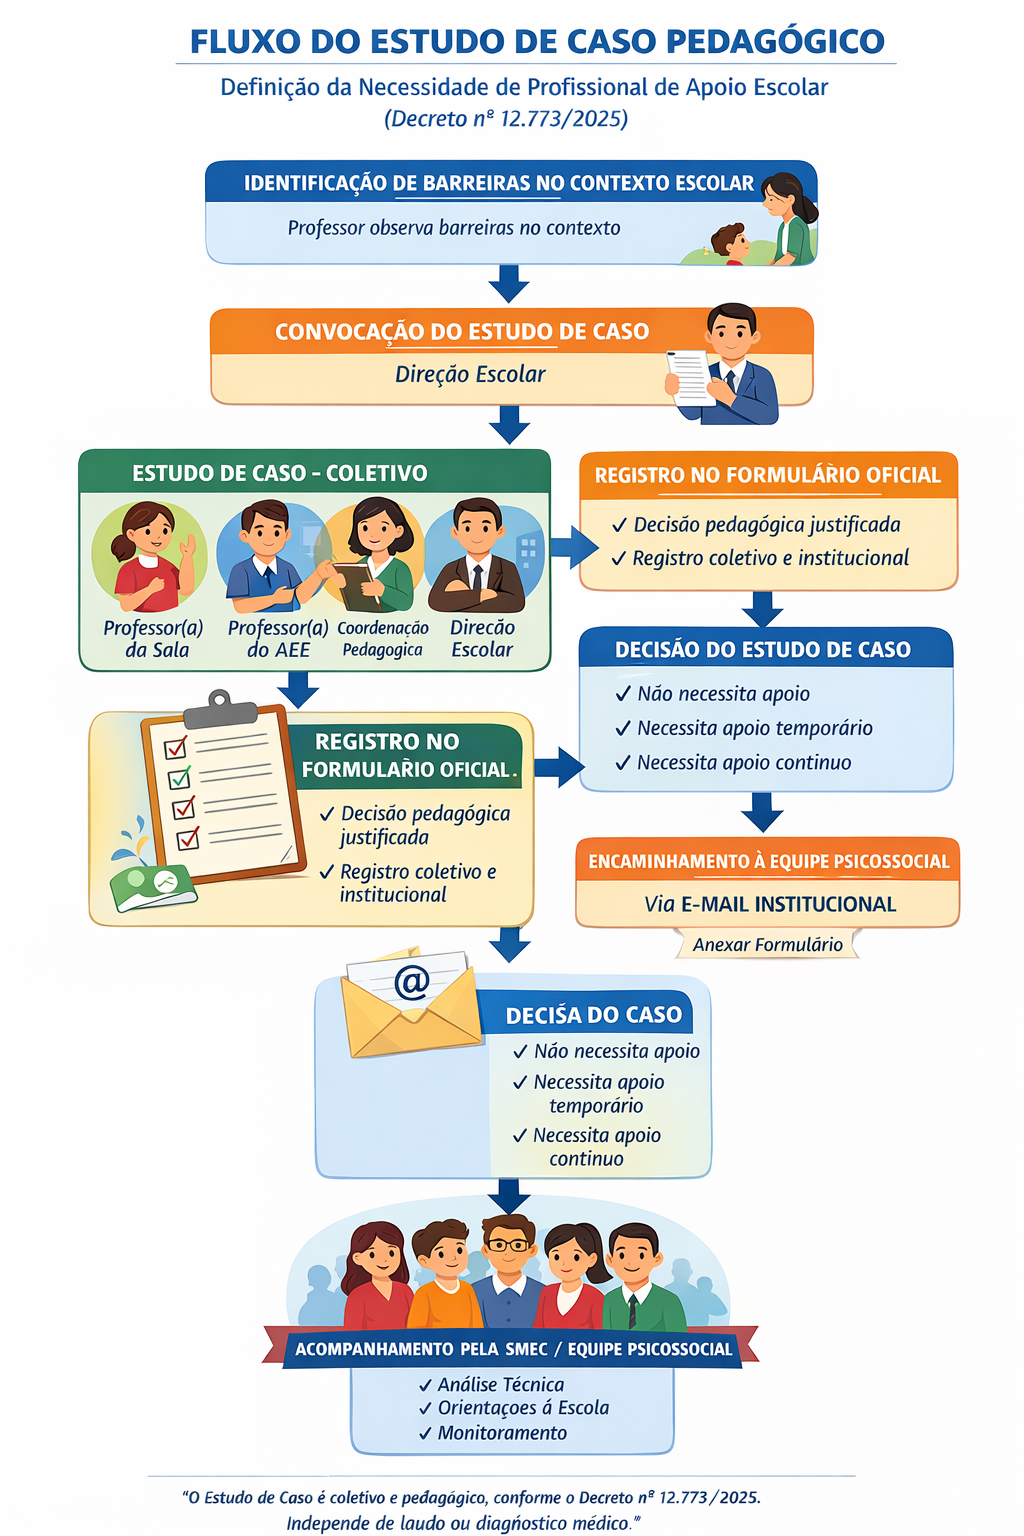 FLUXO DO ESTUDO DE CASO PEDAGÓGICO
Definição da Necessidade de Profissional de Apoio Escolar
(Decreto nº 12.773/2025)
IDENTIFICAÇÃO DE BARREIRAS NO CONTEXTO ESCOLAR
Professor observa barreiras no contexto
CONVOCAÇÃO DO ESTUDO DE CASO
Direção Escolar
ESTUDO DE CASO – COLETIVO
Professor(a)
da Sala
Professor(a)
do AEE
Coordenação
Pedagogica
Direcão
Escolar
REGISTRO NO FORMULÁŘIO OFICIAL
✓ Decisão pedagógica justificada
✓ Registro coletivo e institucional
DECISÃO DO ESTUDO DE CASO
✓ Não necessita apoio
✓ Necessita apoio temporário
✓ Necessita apoio continuo
REGISTRO NO
FORMULAŘIO OFICIAL.
✓ Decisão pedagógica
justificada
✓ Registro coletivo e
institucional
ENCAMINHAMENTO À EQUIPE PSICOSSOCIAL
Via E-MAIL INSTITUCIONAL
Anexar Formulário
@
DECIŠA DO CASO
✓ Não necessita apoio
✓ Necessita apoio
temporário
✓ Necessita apoio
continuo
ACOMPANHAMENTO PELA SMEC / EQUIPE PSICOSSOCIAL
✓ Análise Técnica
✓ Orientaçoes á Escola
✓ Monitoramento
"O Estudo de Caso é coletivo e pedagógico, conforme o Decreto nº 12.773/2025.
Independe de laudo ou diagńostico médico."